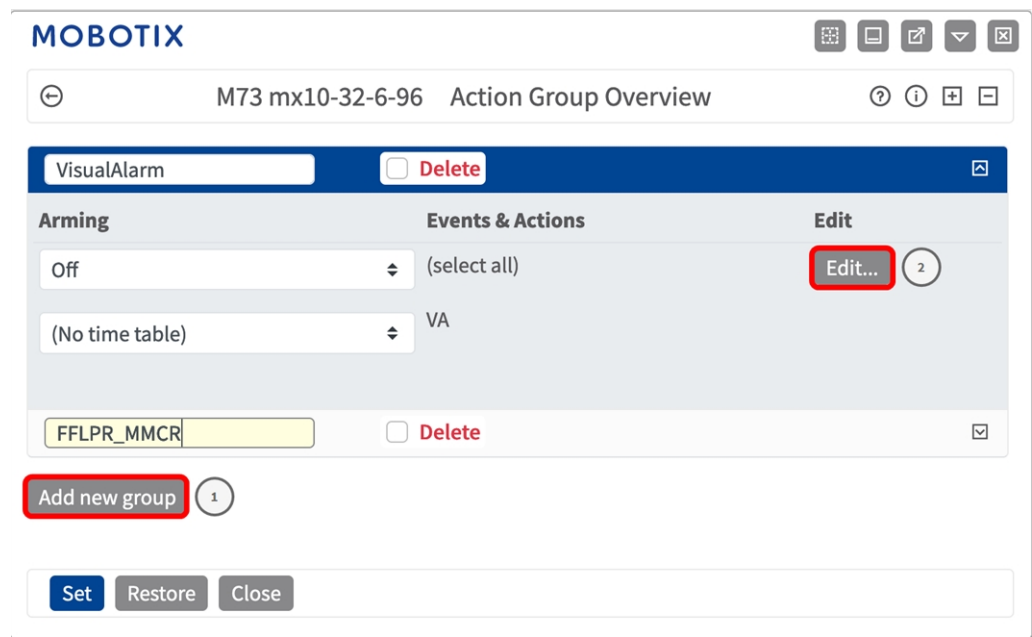 MOBOTIX
M73 mx10-32-6-96 Action Group Overview
VisualAlarm Delete
Arming Events & Actions Edit
Off (select all) Edit... 2
(No time table) VA
FFLPR_MMCR Delete
Add new group 1
Set Restore Close